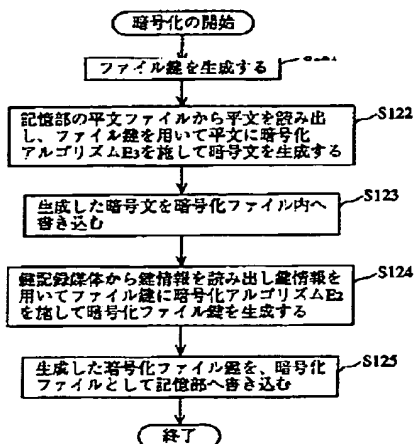 暗号化の開始
ファイル鍵を生成する
記憶部の平文ファイルから平文を読み出
し、ファイル鍵を用いて平文に暗号化
アルゴリズムE3を施して暗号文を生成する
S122
生成した暗号文を暗号化ファイル内へ
書き込む
S123
鍵記録媒体から鍵情報を読み出し鍵情報を
用いてファイル鍵に暗号化アルゴリズムE2
を施して暗号化ファイル鍵を生成する
S124
生成した暗号化ファイル鍵を、暗号化
ファイルとして記憶部へ書き込む
S125
終了